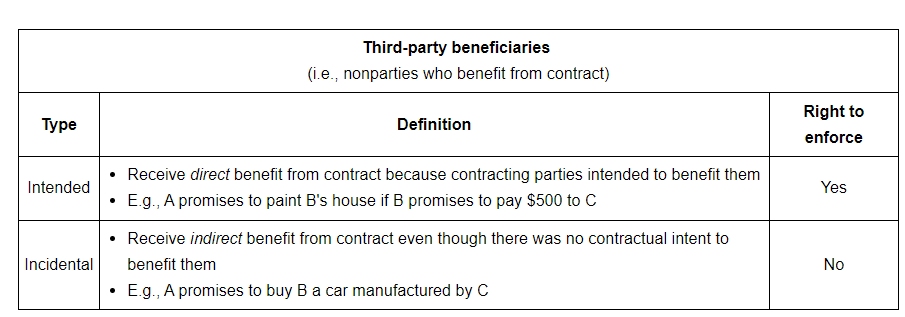 Third-party beneficiaries
(i.e., nonparties who benefit from contract)
Type
Definition
Right to
enforce
Intended
• Receive direct benefit from contract because contracting parties intended to benefit them
• E.g., A promises to paint B's house if B promises to pay $500 to C
Yes
Incidental
• Receive indirect benefit from contract even though there was no contractual intent to
benefit them
• E.g., A promises to buy B a car manufactured by C
No